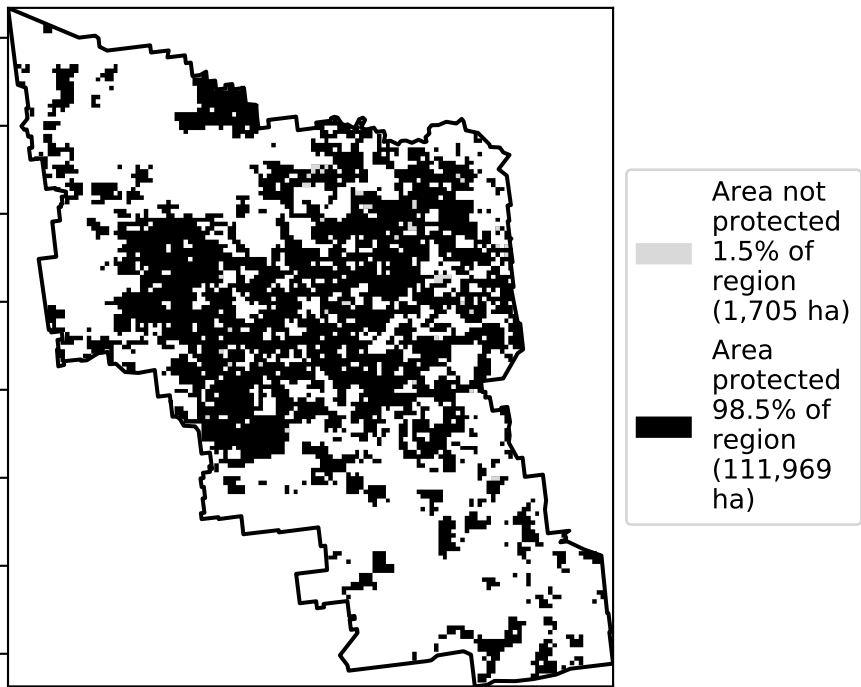 Area not
protected
1.5% of
region
(1,705 ha)
Area
protected
98.5% of
region
(111,969
ha)